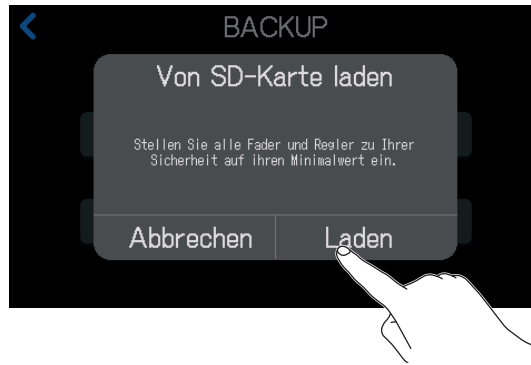 BACKUP
Von SD-Karte laden
Stellen Sie alle Fader und Regler zu Ihrer
Sicherheit auf ihren Minimalwert ein.
Abbrechen
Laden